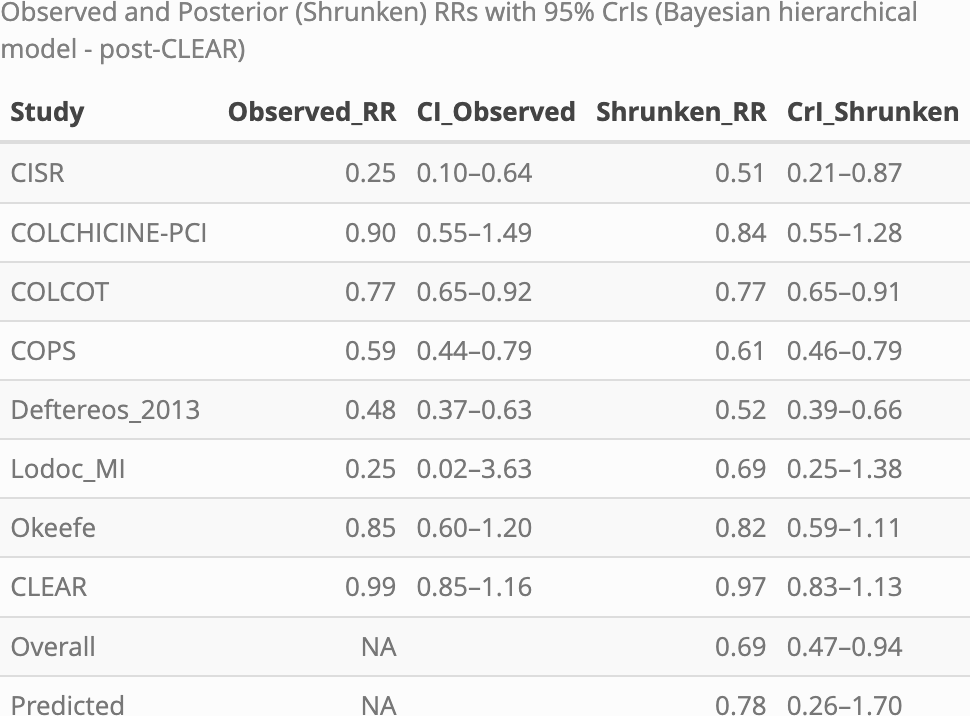 Observed and Posterior (Shrunken) RRs with 95% CrIs (Bayesian hierarchical
model - post-CLEAR)
Study Observed_RR CI_Observed Shrunken_RR CrI_Shrunken
CISR 0.25 0.10–0.64 0.51 0.21–0.87
COLCHICINE-PCI 0.90 0.55–1.49 0.84 0.55–1.28
COLCOT 0.77 0.65–0.92 0.77 0.65–0.91
COPS 0.59 0.44–0.79 0.61 0.46–0.79
Deftereos_2013 0.48 0.37–0.63 0.52 0.39–0.66
Lodoc_MI 0.25 0.02–3.63 0.69 0.25–1.38
Okeefe 0.85 0.60–1.20 0.82 0.59–1.11
CLEAR 0.99 0.85–1.16 0.97 0.83–1.13
Overall NA 0.69 0.47–0.94
Predicted NA 0.78 0.26–1.70